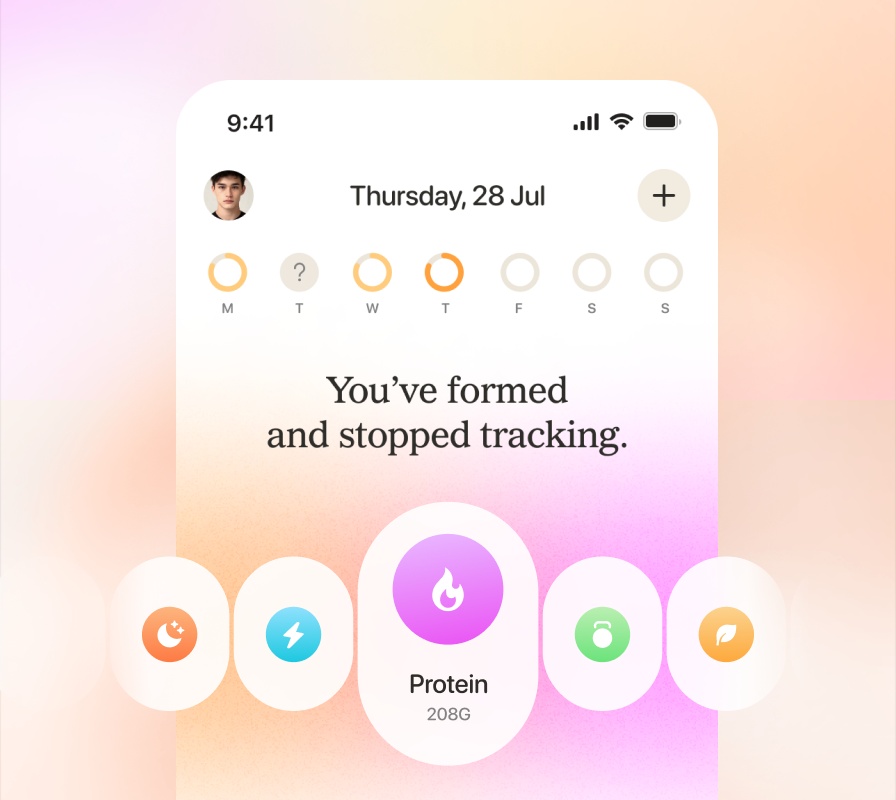 9:41
Thursday, 28 Jul
?
M T W T F S S
You’ve formed
and stopped tracking.
Protein
208G